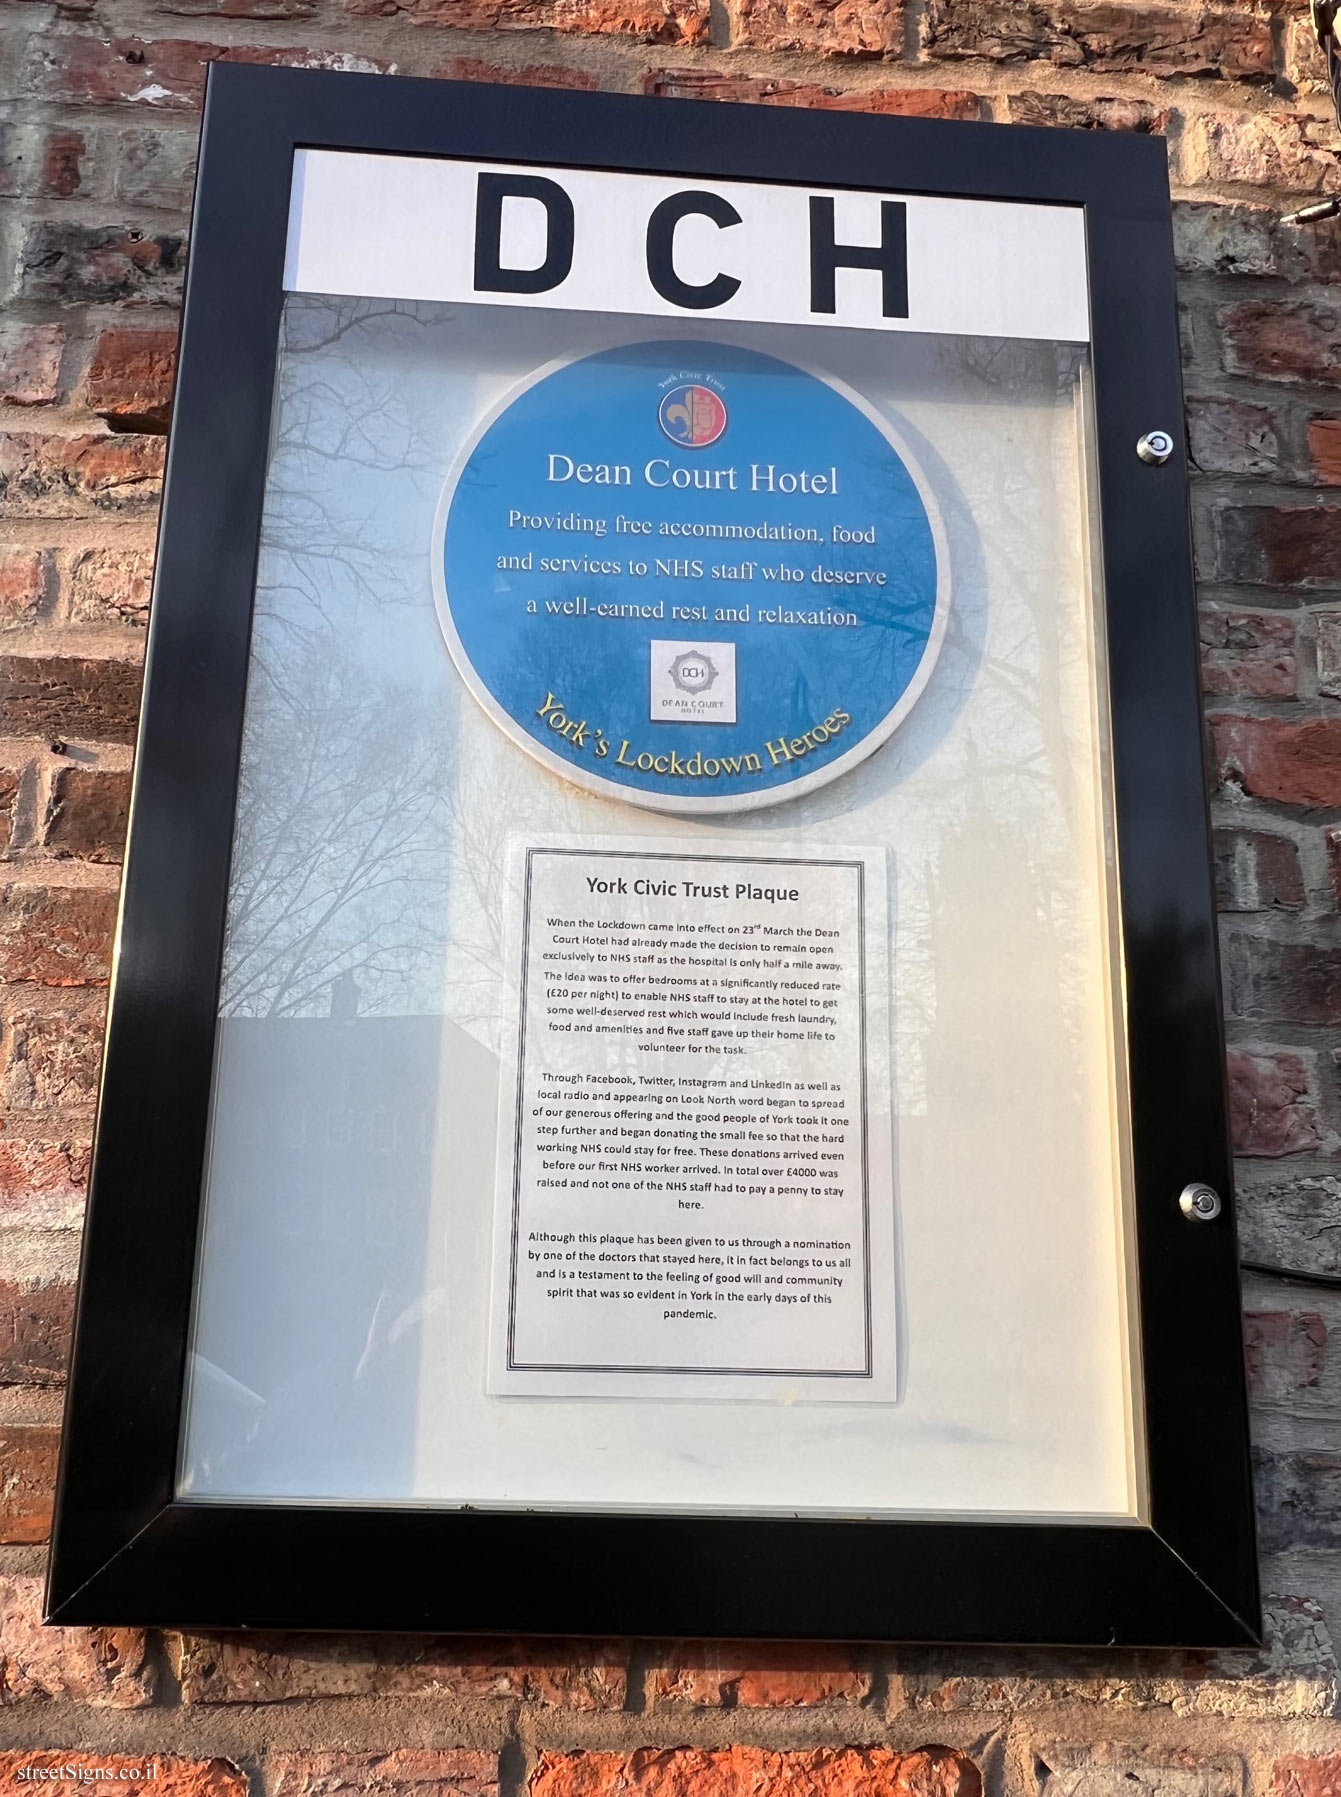 DCH
York Civic Trust
Dean Court Hotel
Providing free accommodation, food
and services to NHS staff who deserve
a well-earned rest and relaxation
DCH
DEAN COURT
HOTEL
York's Lockdown Heroes
York Civic Trust Plaque
When the Lockdown came into effect on 23rd March the Dean
Court Hotel had already made the decision to remain open
exclusively to NHS staff as the hospital is only half a mile away.
The idea was to offer bedrooms at a significantly reduced rate
(£20 per night) to enable NHS staff to stay at the hotel to get
some well-deserved rest which would include fresh laundry,
food and amenities and five staff gave up their home life to
volunteer for the task.
Through Facebook, Twitter, Instagram and LinkedIn as well as
local radio and appearing on Look North word began to spread
of our generous offering and the good people of York took it one
step further and began donating the small fee so that the hard
working NHS could stay for free. These donations arrived even
before our first NHS worker arrived. In total over £4000 was
raised and not one of the NHS staff had to pay a penny to stay
here.
Although this plaque has been given to us through a nomination
by one of the doctors that stayed here, it in fact belongs to us all
and is a testament to the feeling of good will and community
spirit that was so evident in York in the early days of this
pandemic.
streetSigns.co.il